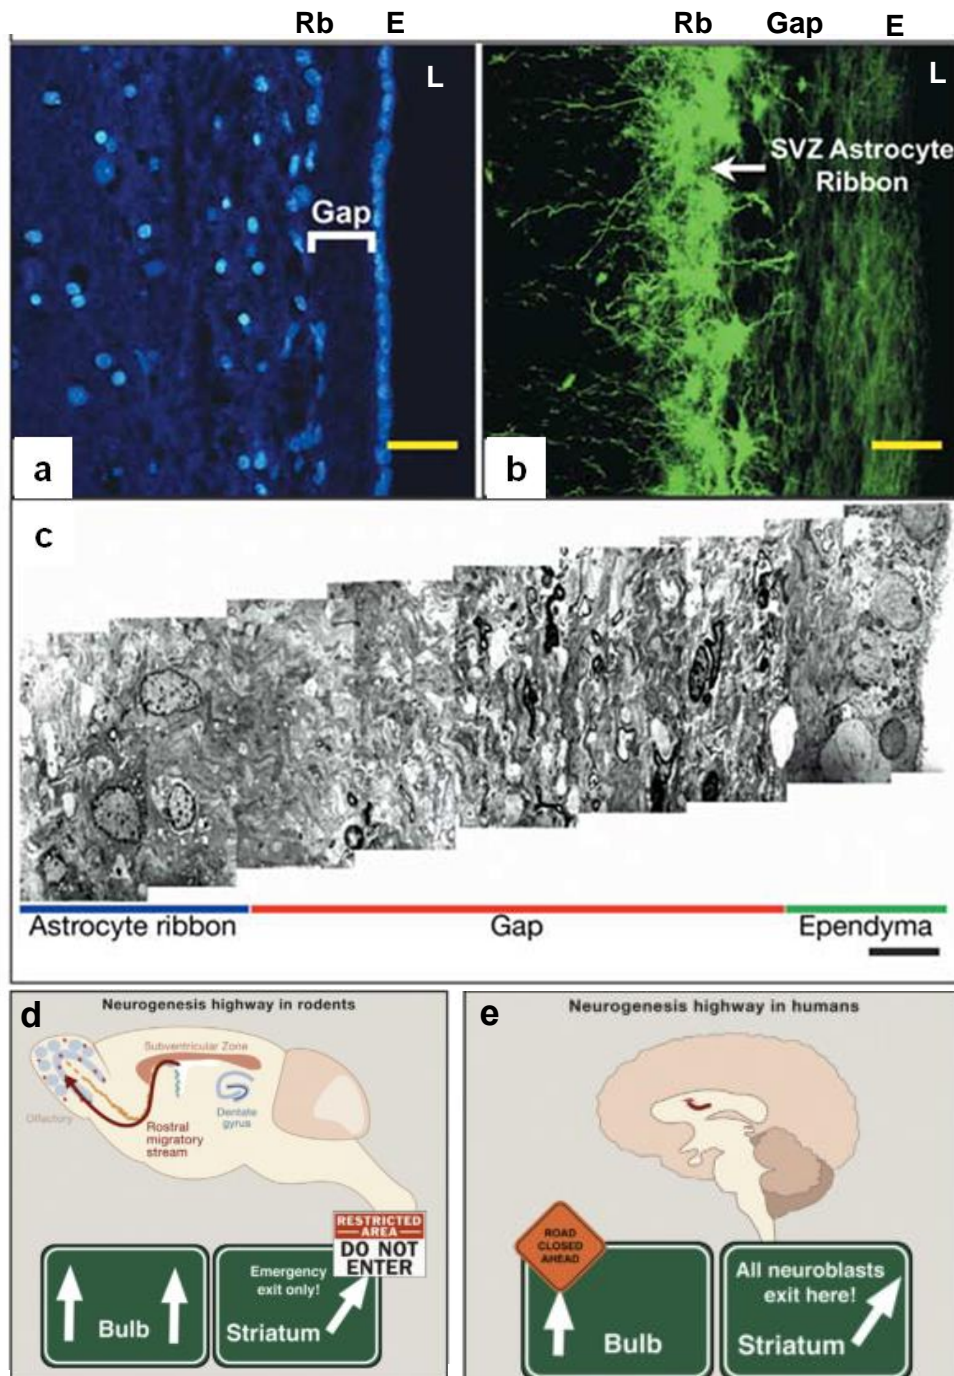 Rb E Rb Gap E
L L
SVZ Astrocyte
Ribbon
Gap
a b
c
Astrocyte ribbon Gap Ependyma
d Neurogenesis highway in rodents
Subventricular Zone
Olfactory
Dentate
gyrus
Rostral
migratory
stream
RESTRICTED
AREA
DO NOT
ENTER
Bulb
Emergency
exit only!
Striatum
e Neurogenesis highway in humans
ROAD
CLOSED
AHEAD
Bulb
All neuroblasts
exit here!
Striatum